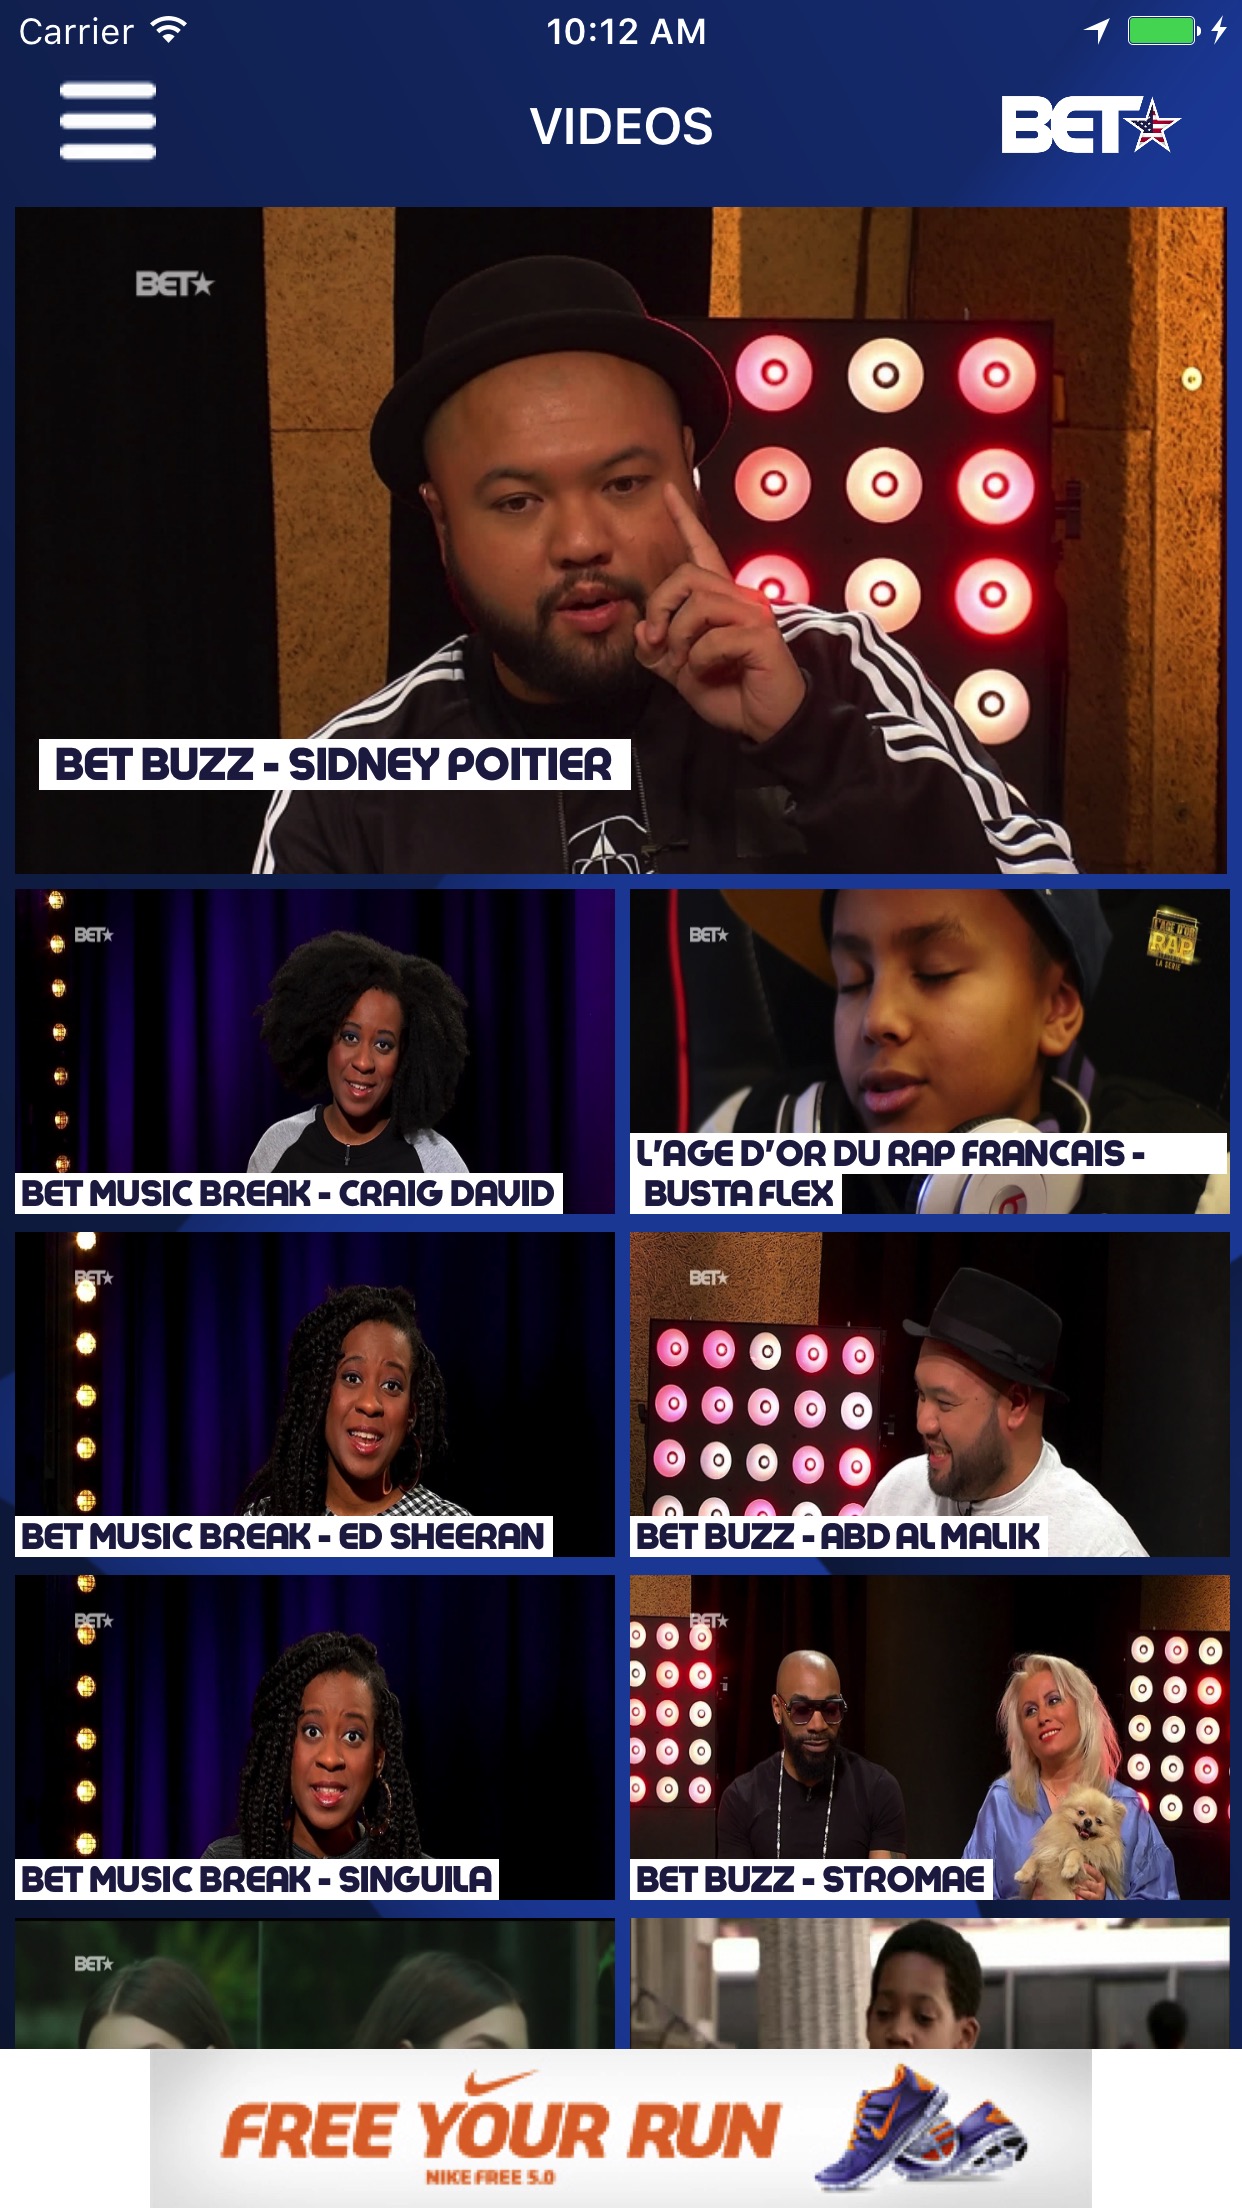 Carrier 10:12 AM
VIDEOS BET
BET
BET BUZZ - SIDNEY POITIER
BET
BET MUSIC BREAK - CRAIG DAVID
BET
L'AGE D'OR
RAP
LA SERIE
L'AGE D'OR DU RAP FRANCAIS -
BUSTA FLEX
BET
BET MUSIC BREAK - ED SHEERAN
BET
BET BUZZ - ABD AL MALIK
BET
BET MUSIC BREAK - SINGUILA
BET
BET BUZZ - STROMAE
BET
FREE YOUR RUN
NIKE FREE 5.0